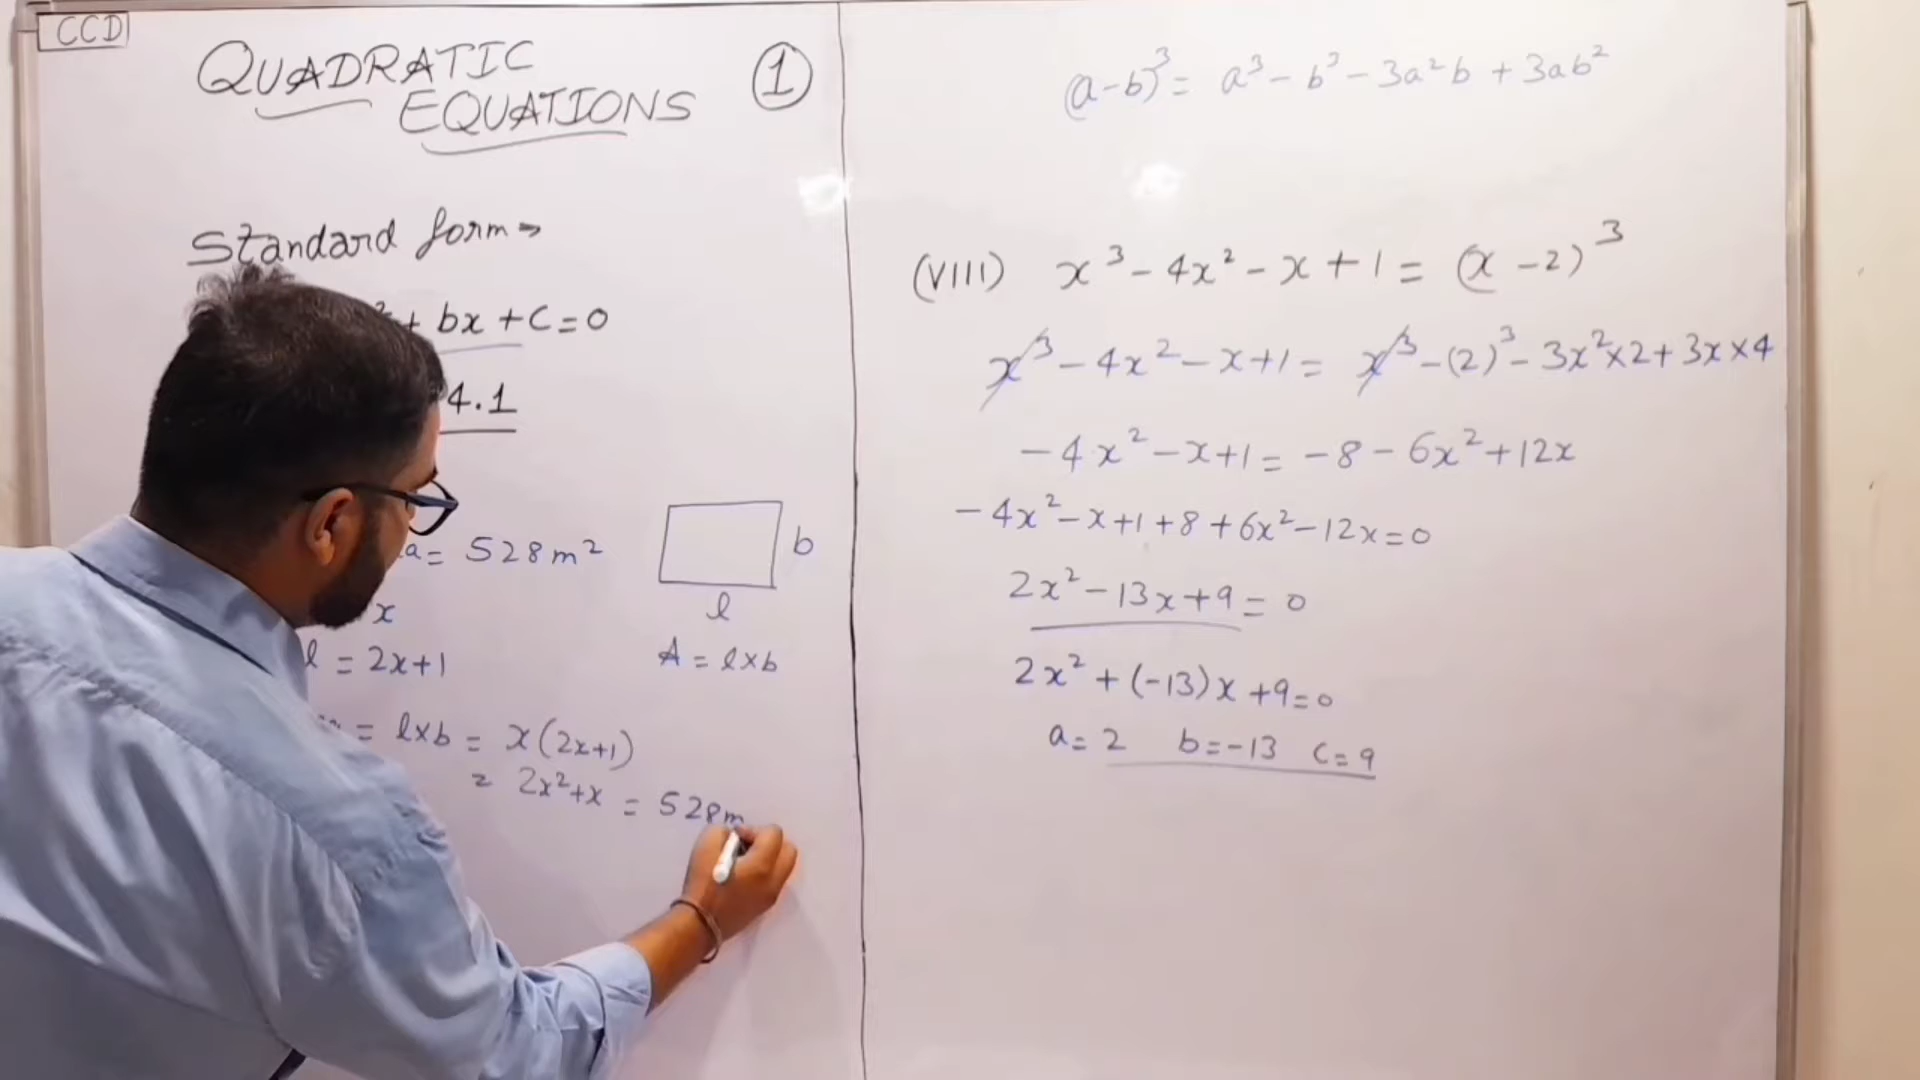 CCD
QUADRATIC
EQUATIONS
1
Standard form →
² + bx + c = 0
4.1
a = 528m²
x
l = 2x+1
= l×b = x(2x+1)
= 2x²+x = 528m
b
l
A = l×b
(a-b)³ = a³ - b³ - 3a²b + 3ab²
(VIII) x³ - 4x² - x + 1 = (x - 2)³
x³ - 4x² - x + 1 = x³ - (2)³ - 3x²×2 + 3x×4
-4x² - x + 1 = -8 - 6x² + 12x
-4x² - x + 1 + 8 + 6x² - 12x = 0
2x² - 13x + 9 = 0
2x² + (-13)x + 9 = 0
a = 2 b = -13 c = 9